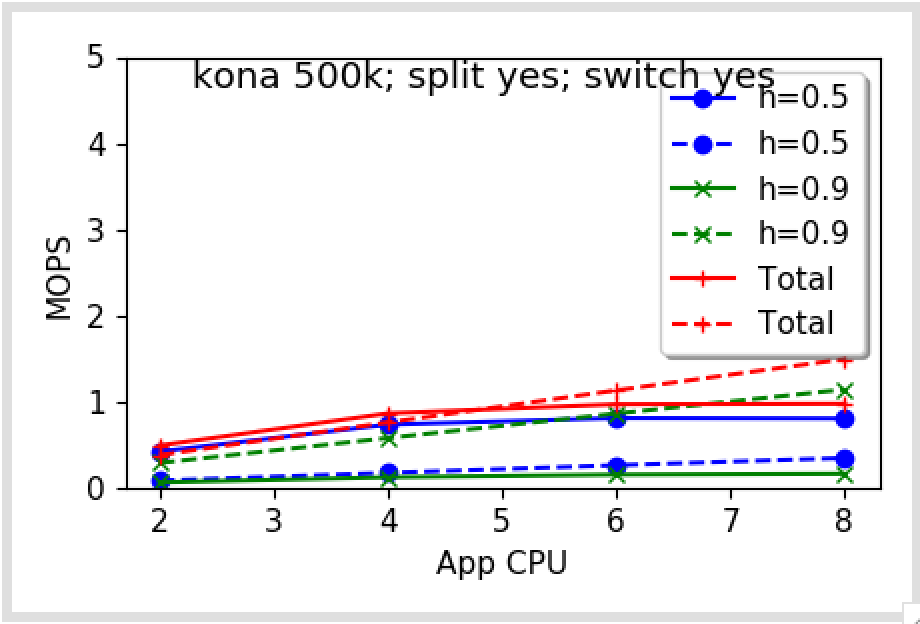 kona 500k; split yes; switch yes
5
4
3
2
1
0
MOPS
2 3 4 5 6 7 8
App CPU
h=0.5
h=0.5
h=0.9
h=0.9
Total
Total